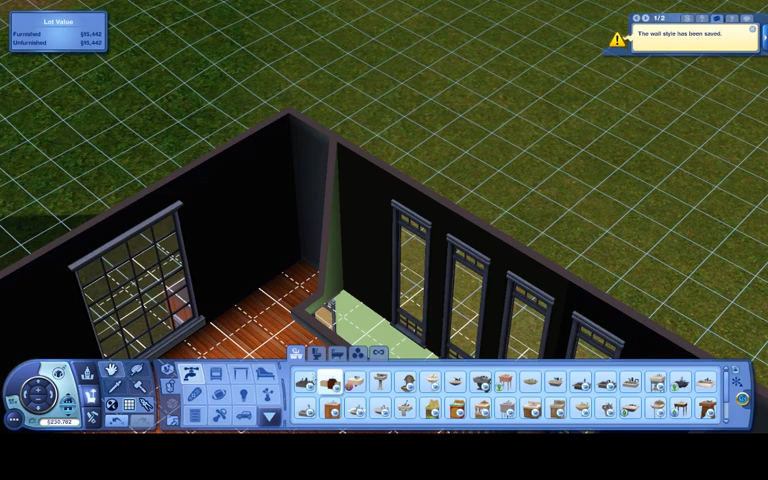 Lot Value
Furnished §15,442
Unfurnished §15,442
1/2
The wall style has been saved.
§230,782